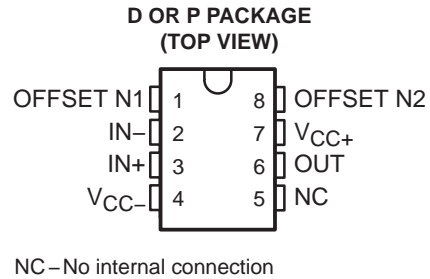 D OR P PACKAGE
(TOP VIEW)
OFFSET N1 1 8 OFFSET N2
IN− 2 7 VCC+
IN+ 3 6 OUT
VCC− 4 5 NC
NC−No internal connection